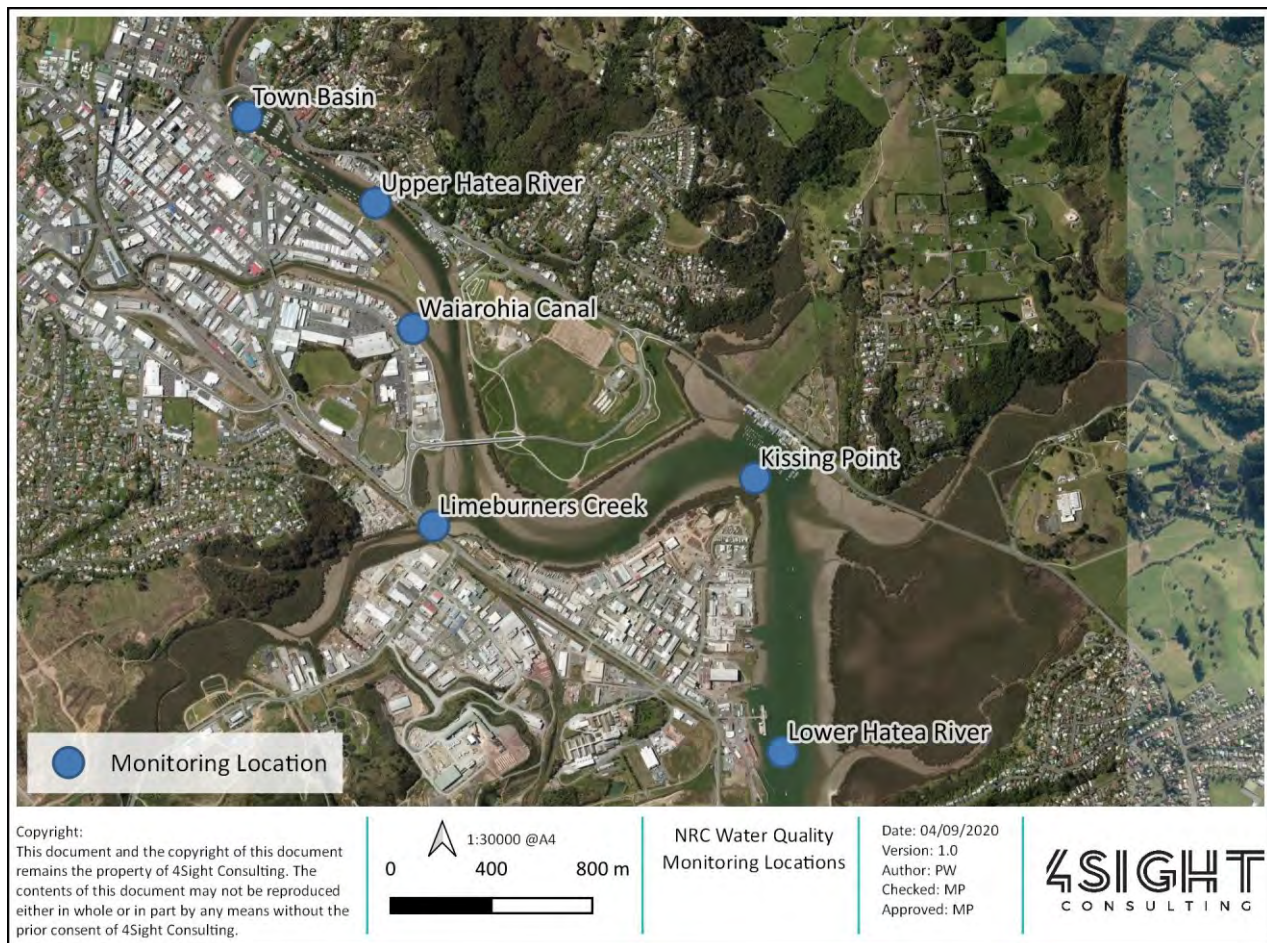 Town Basin
Upper Hatea River
Waiarohia Canal
Kissing Point
Limeburners Creek
Lower Hatea River
Monitoring Location
Copyright:
This document and the copyright of this document
remains the property of 4Sight Consulting. The
contents of this document may not be reproduced
either in whole or in part by any means without the
prior consent of 4Sight Consulting.
1:30000 @A4
0 400 800 m
NRC Water Quality
Monitoring Locations
Date: 04/09/2020
Version: 1.0
Author: PW
Checked: MP
Approved: MP
4SIGHT
CONSULTING